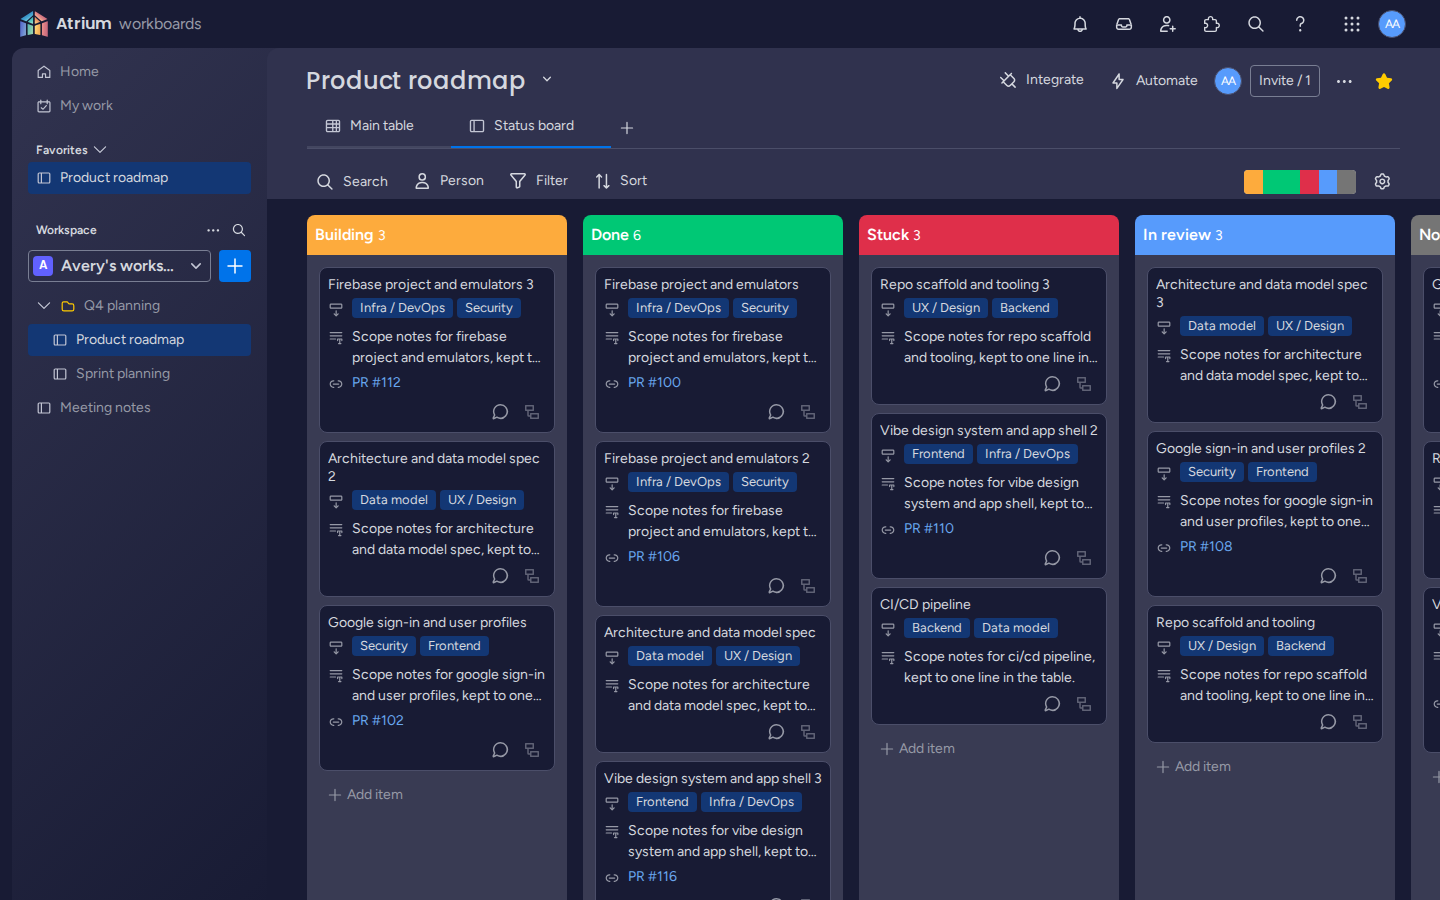 Atrium workboards
AA
Home
My work
Favorites
Product roadmap
Workspace
A Avery's works...
Q4 planning
Product roadmap
Sprint planning
Meeting notes
Product roadmap
Integrate
Automate
AA
Invite / 1
Main table
Status board
Search
Person
Filter
Sort
Building 3
Firebase project and emulators 3
Infra / DevOps Security
Scope notes for firebase
project and emulators, kept t...
PR #112
Architecture and data model spec
2
Data model UX / Design
Scope notes for architecture
and data model spec, kept to...
Google sign-in and user profiles
Security Frontend
Scope notes for google sign-in
and user profiles, kept to one...
PR #102
+ Add item
Done 6
Firebase project and emulators
Infra / DevOps Security
Scope notes for firebase
project and emulators, kept t...
PR #100
Firebase project and emulators 2
Infra / DevOps Security
Scope notes for firebase
project and emulators, kept t...
PR #106
Architecture and data model spec
Data model UX / Design
Scope notes for architecture
and data model spec, kept to...
Vibe design system and app shell 3
Frontend Infra / DevOps
Scope notes for vibe design
system and app shell, kept to...
PR #116
Stuck 3
Repo scaffold and tooling 3
UX / Design Backend
Scope notes for repo scaffold
and tooling, kept to one line in...
Vibe design system and app shell 2
Frontend Infra / DevOps
Scope notes for vibe design
system and app shell, kept to...
PR #110
CI/CD pipeline
Backend Data model
Scope notes for ci/cd pipeline,
kept to one line in the table.
+ Add item
In review 3
Architecture and data model spec
3
Data model UX / Design
Scope notes for architecture
and data model spec, kept to...
Google sign-in and user profiles 2
Security Frontend
Scope notes for google sign-in
and user profiles, kept to one...
PR #108
Repo scaffold and tooling
UX / Design Backend
Scope notes for repo scaffold
and tooling, kept to one line in...
+ Add item
No